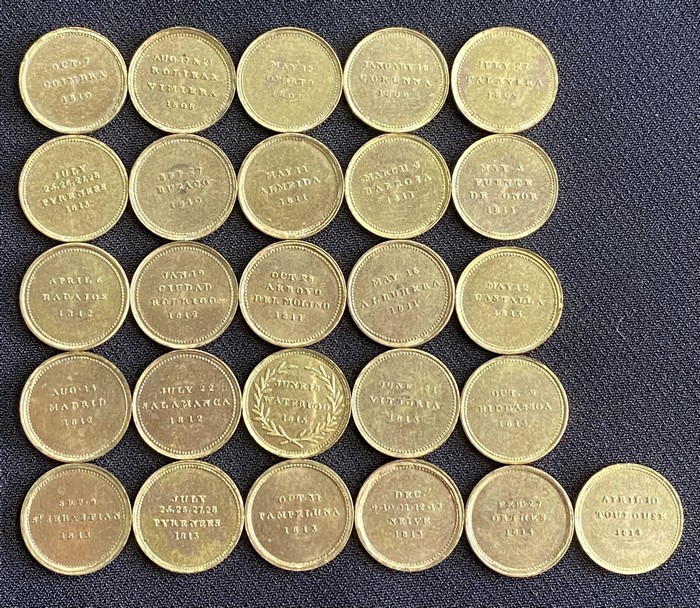 OCT. 7
COIMBRA
1810
AUG. 17 & 21
ROLEIA &
VIMIERA
1808
MAY 12
OPORTO
1809
JANUARY 16
CORUNNA
1809
JULY 27
TALAVERA
1809
JULY
25.26.27.28
PYRENEES
1813
SEP. 27
BUZACO
1810
MAY 11
ALMEIDA
1811
MARCH 5
BARROZA
1811
MAY 5
FUENTE
DE ONOR
1811
APRIL 6
BADAJOS
1812
JAN. 19
CIUDAD
RODRIGO
1812
OCT. 28
ARROYO
DEL MOLINO
1811
MAY 16
ALBUHERA
1811
MAY 12
CASTALLA
1813
AUG. 14
MADRID
1812
JULY 22
SALAMANCA
1812
JUNE 18
WATERLOO
1815
JUNE 21
VITTORIA
1813
OCT. 9
BIDASSOA
1813
SEP. 9
ST SEBASTIAN
1813
JULY
25.26.27.28
PYRENEES
1813
OCT. 31
PAMPELUNA
1813
DEC.
9.10.11.12.13
NEIVE
1813
FEB. 27
ORTHES
1814
APRIL 10
TOULOUSE
1814